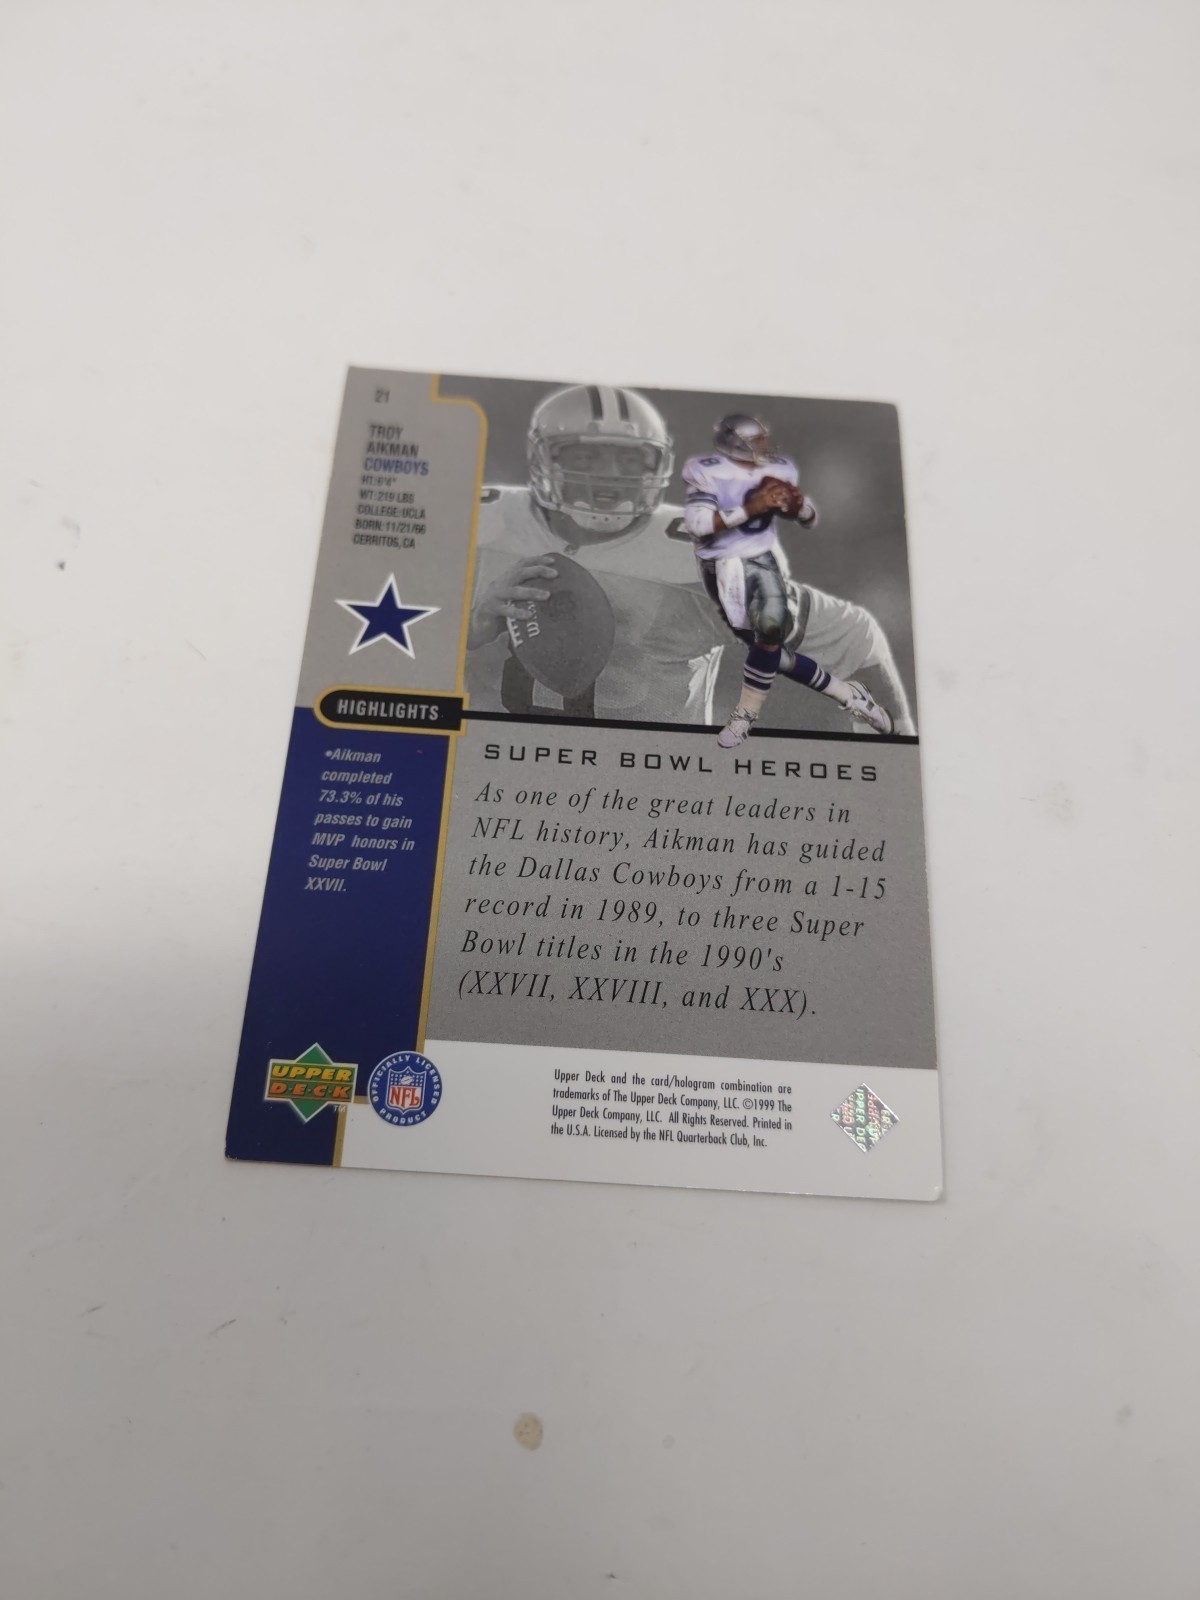 21
TROY
AIKMAN
COWBOYS
HT: 6'4"
WT: 219 LBS
COLLEGE: UCLA
BORN: 11/21/66
CERRITOS, CA
HIGHLIGHTS
•Aikman
completed
73.3% of his
passes to gain
MVP honors in
Super Bowl
XXVII.
SUPER BOWL HEROES
As one of the great leaders in
NFL history, Aikman has guided
the Dallas Cowboys from a 1-15
record in 1989, to three Super
Bowl titles in the 1990's
(XXVII, XXVIII, and XXX).
UPPER
DECK
TM
OFFICIALLY LICENSED
NFL
PRODUCT
Upper Deck and the card/hologram combination are
trademarks of The Upper Deck Company, LLC. ©1999 The
Upper Deck Company, LLC. All Rights Reserved. Printed in
the U.S.A. Licensed by the NFL Quarterback Club, Inc.
8